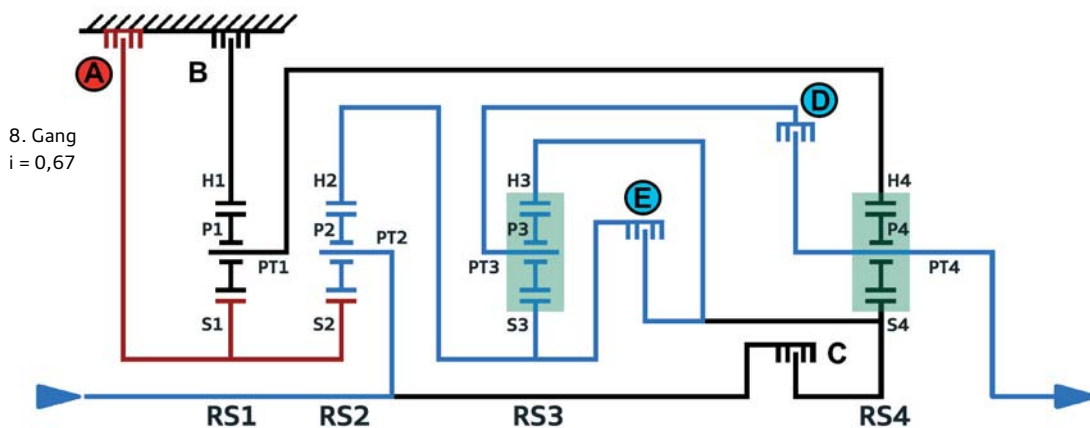 A
B
D
8. Gang
i = 0,67
H1
H2
H3
H4
E
P1
P2
PT2
P3
P4
PT1
PT3
PT4
S1
S2
S3
S4
C
RS1
RS2
RS3
RS4